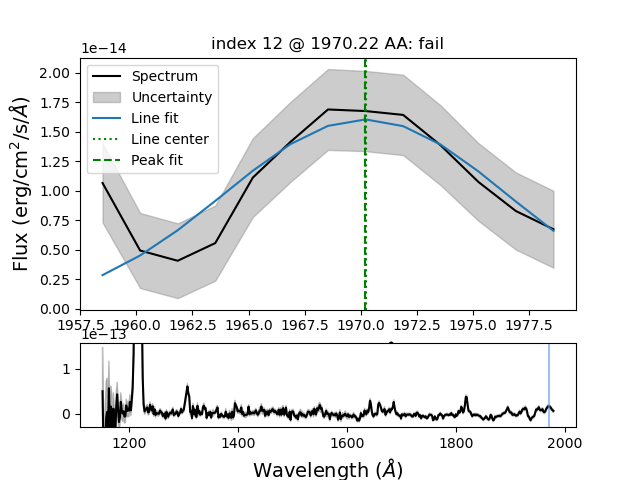 index 12 @ 1970.22 AA: fail
1e−14
Flux (erg/cm²/s/Å)
2.00
1.75
1.50
1.25
1.00
0.75
0.50
0.25
0.00
Spectrum
Uncertainty
Line fit
Line center
Peak fit
1957.5 1960.0 1962.5 1965.0 1967.5 1970.0 1972.5 1975.0 1977.5
1e−13
1
0
1200 1400 1600 1800 2000
Wavelength (Å)